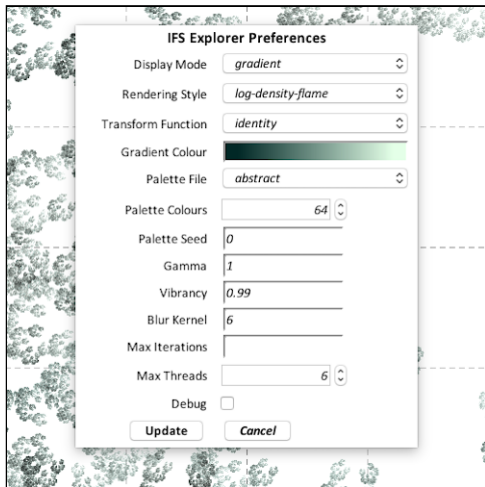 IFS Explorer Preferences
Display Mode gradient
Rendering Style log-density-flame
Transform Function identity
Gradient Colour
Palette File abstract
Palette Colours 64
Palette Seed 0
Gamma 1
Vibrancy 0.99
Blur Kernel 6
Max Iterations
Max Threads 6
Debug
Update Cancel